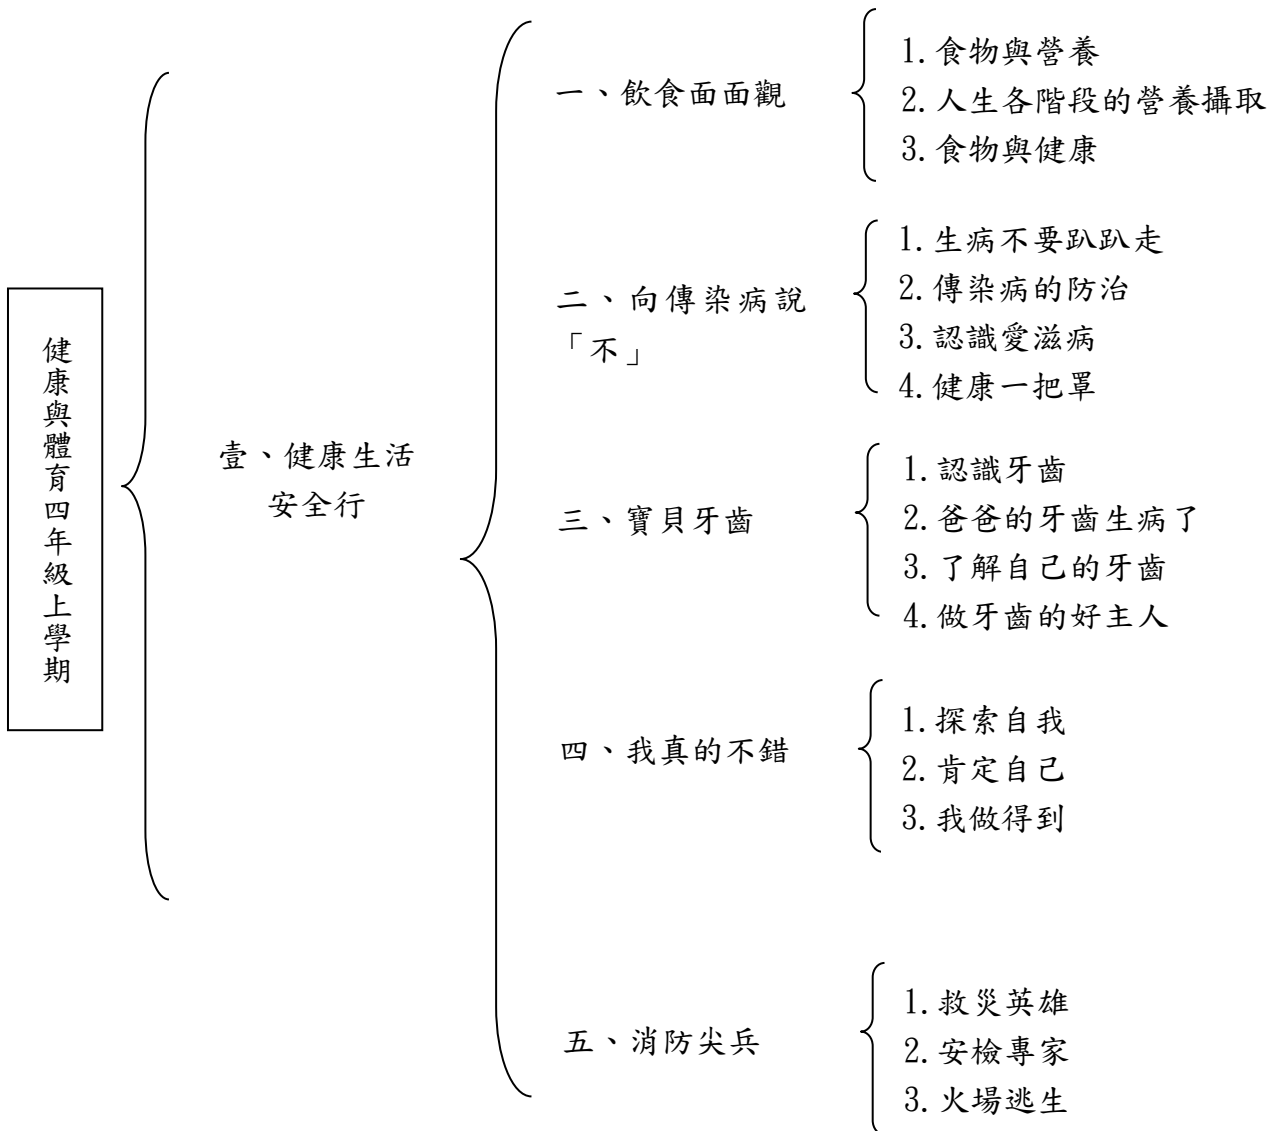 健康與體育四年級上學期
壹、健康生活
安全行
一、飲食面面觀
1.食物與營養
2.人生各階段的營養攝取
3.食物與健康
二、向傳染病說
「不」
1.生病不要趴趴走
2.傳染病的防治
3.認識愛滋病
4.健康一把罩
三、寶貝牙齒
1.認識牙齒
2.爸爸的牙齒生病了
3.了解自己的牙齒
4.做牙齒的好主人
四、我真的不錯
1.探索自我
2.肯定自己
3.我做得到
五、消防尖兵
1.救災英雄
2.安檢專家
3.火場逃生